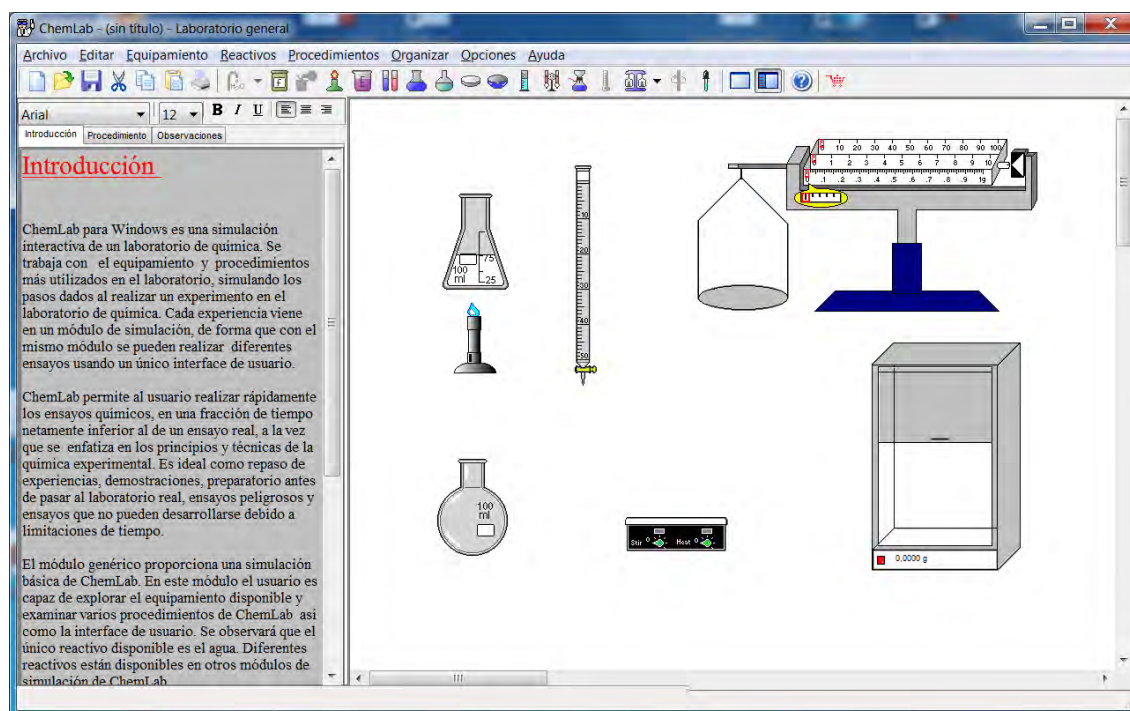 ChemLab - (sin título) - Laboratorio general
Archivo Editar Equipamiento Reactivos Procedimientos Organizar Opciones Ayuda
Arial 12 B I U
Introducción Procedimiento Observaciones
Introducción
ChemLab para Windows es una simulación
interactiva de un laboratorio de química. Se
trabaja con el equipamiento y procedimientos
más utilizados en el laboratorio, simulando los
pasos dados al realizar un experimento en el
laboratorio de química. Cada experiencia viene
en un módulo de simulación, de forma que con el
mismo módulo se pueden realizar diferentes
ensayos usando un único interface de usuario.
ChemLab permite al usuario realizar rápidamente
los ensayos químicos, en una fracción de tiempo
netamente inferior al de un ensayo real, a la vez
que se enfatiza en los principios y técnicas de la
química experimental. Es ideal como repaso de
experiencias, demostraciones, preparatorio antes
de pasar al laboratorio real, ensayos peligrosos y
ensayos que no pueden desarrollarse debido a
limitaciones de tiempo.
El módulo genérico proporciona una simulación
básica de ChemLab. En este módulo el usuario es
capaz de explorar el equipamiento disponible y
examinar varios procedimientos de ChemLab asi
como la interface de usuario. Se observará que el
único reactivo disponible es el agua. Diferentes
reactivos están disponibles en otros módulos de
simulación de ChemLab
100
ml
75
25
10
20
30
40
50
0 10 20 30 40 50 60 70 80 90 100
0 1 2 3 4 5 6 7 8 9 10
0 .1 .2 .3 .4 .5 .6 .7 .8 .9 1g
100
ml
Stir 0 Heat 0
0,0000 g